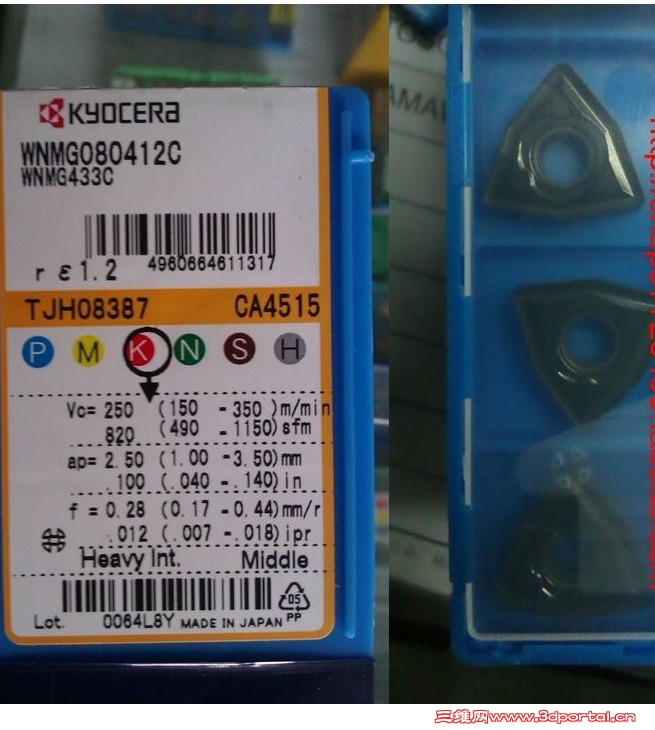 KYOCERA
WNMG080412C
WNMG433C
4960664611317
rε1.2
TJH08387 CA4515
P M K N S H
Vc= 250 (150 - 350 )m/min
820 (490 - 1150)sfm
ap= 2.50 (1.00 - 3.50)mm
.100 (.040 - .140)in
f = 0.28 (0.17 - 0.44)mm/r
.012 (.007 - .018)ipr
Heavy Int. Middle
05
PP
Lot. 0064L8Y MADE IN JAPAN
三维网www.3dportal.cn